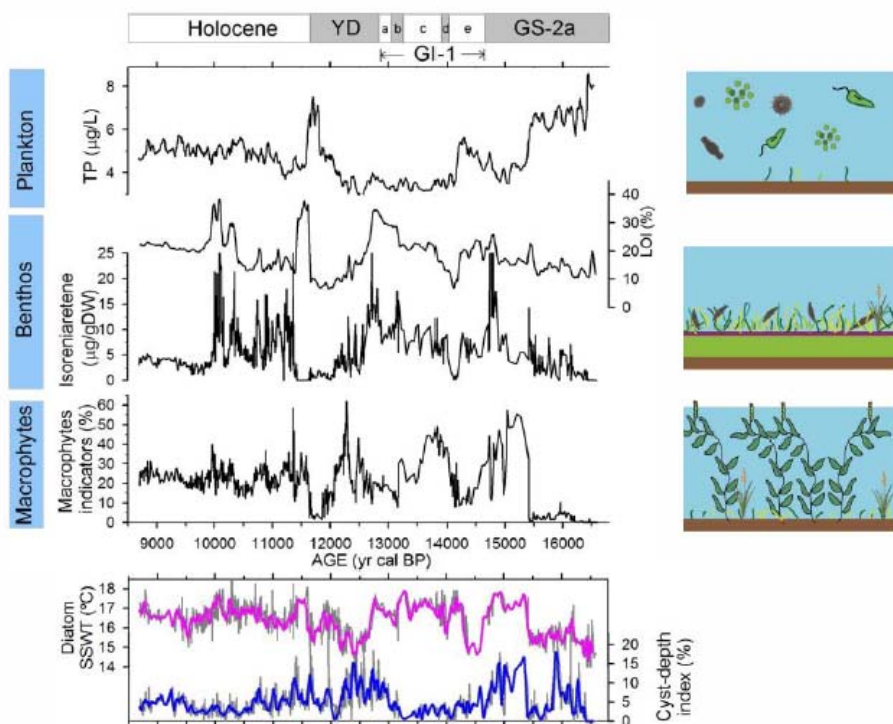 Holocene YD a b c d e GS-2a
GI-1
Plankton
TP (µg/L)
8
6
4
Benthos
LOI (%)
40
30
20
10
0
Isoreniaretene
(µg/gDW)
25
20
15
10
5
0
Macrophytes
Macrophytes
indicators (%)
60
50
40
30
20
10
0
9000 10000 11000 12000 13000 14000 15000 16000
AGE (yr cal BP)
Diatom
SSWT (ºC)
18
17
16
15
14
20
15
10
5
0
Cyst-depth
index (%)